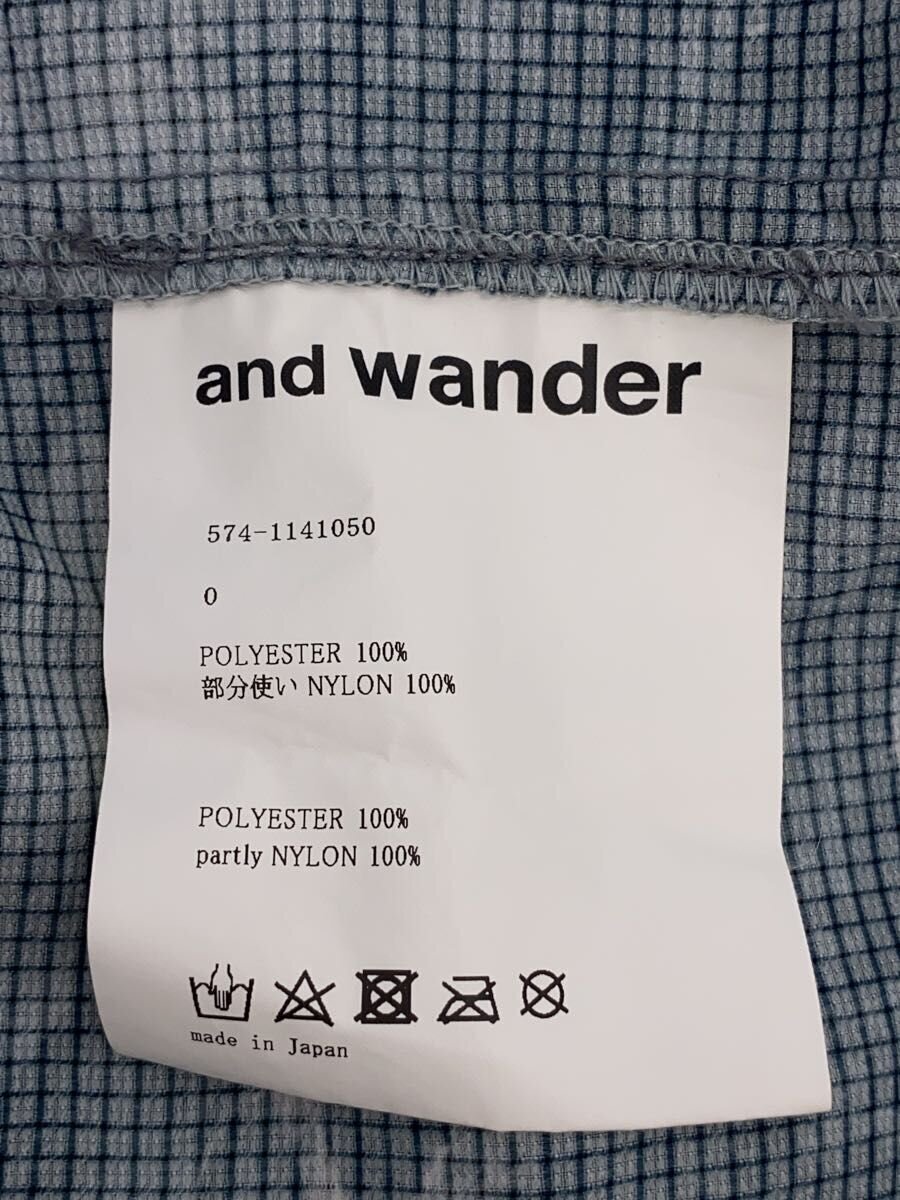 and wander
574-1141050
0
POLYESTER 100%
部分使い NYLON 100%
POLYESTER 100%
partly NYLON 100%
made in Japan